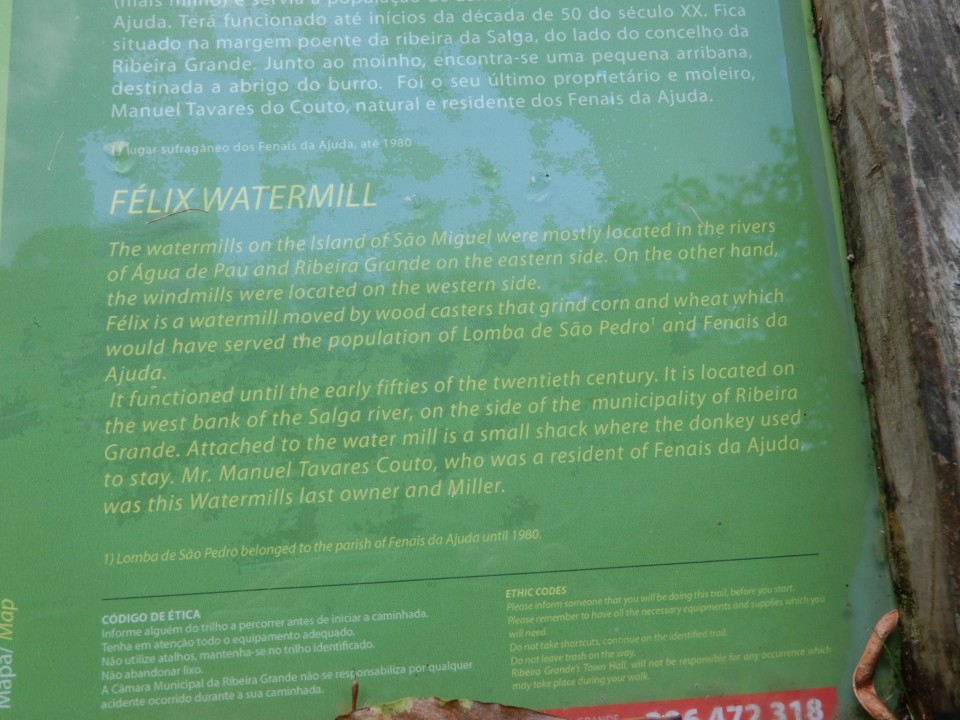 (mais milho) e servia a população de
Ajuda. Terá funcionado até inícios da década de 50 do século XX. Fica
situado na margem poente da ribeira da Salga, do lado do concelho da
Ribeira Grande. Junto ao moinho, encontra-se uma pequena arribana,
destinada a abrigo do burro. Foi o seu último proprietário e moleiro,
Manuel Tavares do Couto, natural e residente dos Fenais da Ajuda.
lugar sufragâneo dos Fenais da Ajuda, até 1980
FÉLIX WATERMILL
The watermills on the Island of São Miguel were mostly located in the rivers
of Água de Pau and Ribeira Grande on the eastern side. On the other hand,
the windmills were located on the western side.
Félix is a watermill moved by wood casters that grind corn and wheat which
would have served the population of Lomba de São Pedro¹ and Fenais da
Ajuda.
It functioned until the early fifties of the twentieth century. It is located on
the west bank of the Salga river, on the side of the municipality of Ribeira
Grande. Attached to the water mill is a small shack where the donkey used
to stay. Mr. Manuel Tavares Couto, who was a resident of Fenais da Ajuda,
was this Watermills last owner and Miller.
1) Lomba de São Pedro belonged to the parish of Fenais da Ajuda until 1980.
CÓDIGO DE ÉTICA
Informe alguém do trilho a percorrer antes de iniciar a caminhada.
Tenha em atenção todo o equipamento adequado.
Não utilize atalhos, mantenha-se no trilho identificado.
Não abandonar lixo.
A Câmara Municipal da Ribeira Grande não se responsabiliza por qualquer
acidente ocorrido durante a sua caminhada.
ETHIC CODES
Please inform someone that you will be doing this trail, before you start.
Please remember to have all the necessary equipments and supplies which you
will need.
Do not take shortcuts, continue on the identified trail.
Do not leave trash on the way.
Ribeira Grande's Town Hall, will not be responsible for any occurrence which
may take place during your walk.
Mapa/ Map
GRANDE
472 318